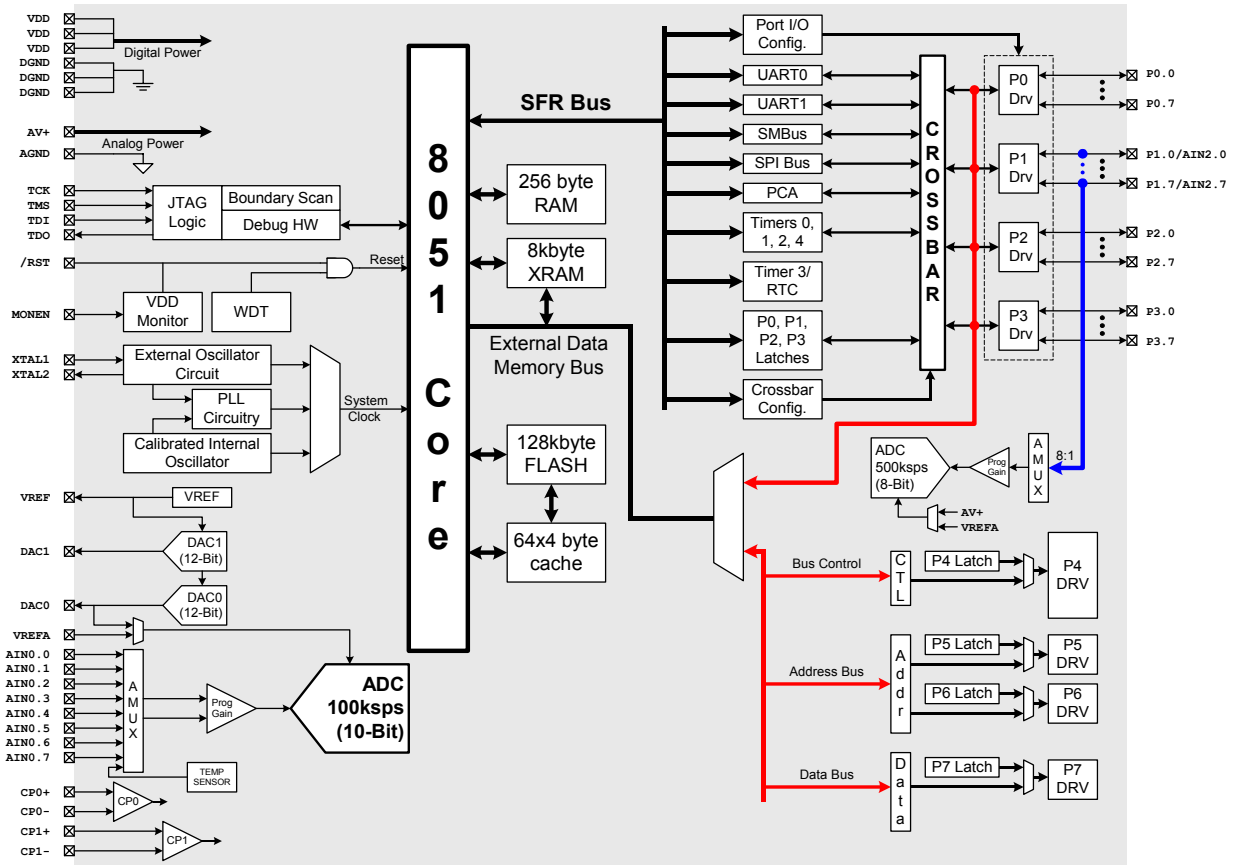 VDD
VDD
VDD
Digital Power
DGND
DGND
DGND
AV+
Analog Power
AGND
TCK
TMS
TDI
TDO
JTAG
Logic
Boundary Scan
Debug HW
/RST
Reset
MONEN
VDD
Monitor
WDT
XTAL1
XTAL2
External Oscillator
Circuit
PLL
Circuitry
Calibrated Internal
Oscillator
System
Clock
VREF
VREF
DAC1
DAC1
(12-Bit)
DAC0
DAC0
(12-Bit)
VREFA
AIN0.0
AIN0.1
AIN0.2
AIN0.3
AIN0.4
AIN0.5
AIN0.6
AIN0.7
AMUX
Prog
Gain
ADC
100ksps
(10-Bit)
TEMP
SENSOR
CP0+
CP0-
CP0
CP1+
CP1-
CP1
8051 Core
SFR Bus
256 byte
RAM
8kbyte
XRAM
External Data
Memory Bus
128kbyte
FLASH
64x4 byte
cache
Port I/O
Config.
UART0
UART1
SMBus
SPI Bus
PCA
Timers 0,
1, 2, 4
Timer 3/
RTC
P0, P1,
P2, P3
Latches
Crossbar
Config.
CROSSBAR
P0
Drv
P1
Drv
P2
Drv
P3
Drv
P0.0
P0.7
P1.0/AIN2.0
P1.7/AIN2.7
P2.0
P2.7
P3.0
P3.7
ADC
500ksps
(8-Bit)
Prog
Gain
AMUX
8:1
AV+
VREFA
Bus Control
CTL
P4 Latch
P4
DRV
Address Bus
Addr
P5 Latch
P5
DRV
P6 Latch
P6
DRV
Data Bus
Data
P7 Latch
P7
DRV